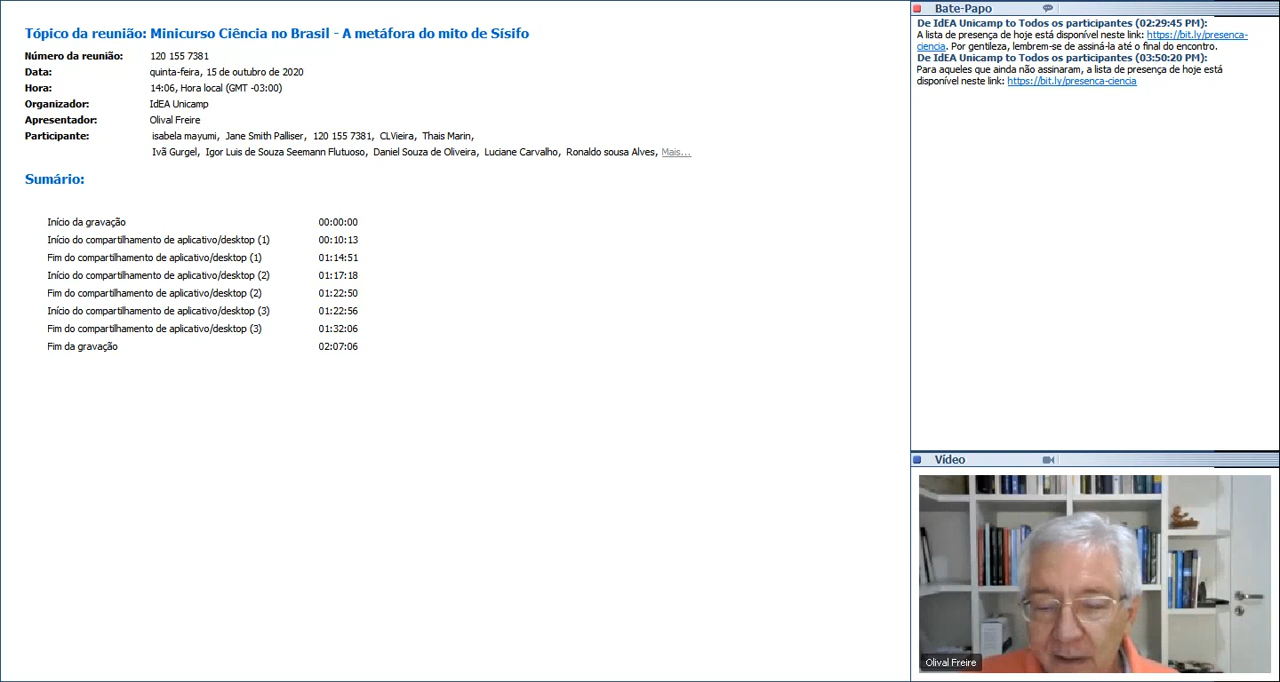 Tópico da reunião: Minicurso Ciência no Brasil - A metáfora do mito de Sísifo
Número da reunião: 120 155 7381
Data: quinta-feira, 15 de outubro de 2020
Hora: 14:06, Hora local (GMT -03:00)
Organizador: IdEA Unicamp
Apresentador: Olival Freire
Participante: isabela mayumi, Jane Smith Palliser, 120 155 7381, CLVieira, Thais Marin,
Ivã Gurgel, Igor Luis de Souza Seemann Flutuoso, Daniel Souza de Oliveira, Luciane Carvalho, Ronaldo sousa Alves, Mais...
Sumário:
Início da gravação 00:00:00
Início do compartilhamento de aplicativo/desktop (1) 00:10:13
Fim do compartilhamento de aplicativo/desktop (1) 01:14:51
Início do compartilhamento de aplicativo/desktop (2) 01:17:18
Fim do compartilhamento de aplicativo/desktop (2) 01:22:50
Início do compartilhamento de aplicativo/desktop (3) 01:22:56
Fim do compartilhamento de aplicativo/desktop (3) 01:32:06
Fim da gravação 02:07:06
Bate-Papo
De IdEA Unicamp to Todos os participantes (02:29:45 PM):
A lista de presença de hoje está disponível neste link: https://bit.ly/presenca-
ciencia. Por gentileza, lembrem-se de assiná-la até o final do encontro.
De IdEA Unicamp to Todos os participantes (03:50:20 PM):
Para aqueles que ainda não assinaram, a lista de presença de hoje está
disponível neste link: https://bit.ly/presenca-ciencia
Vídeo
Olival Freire